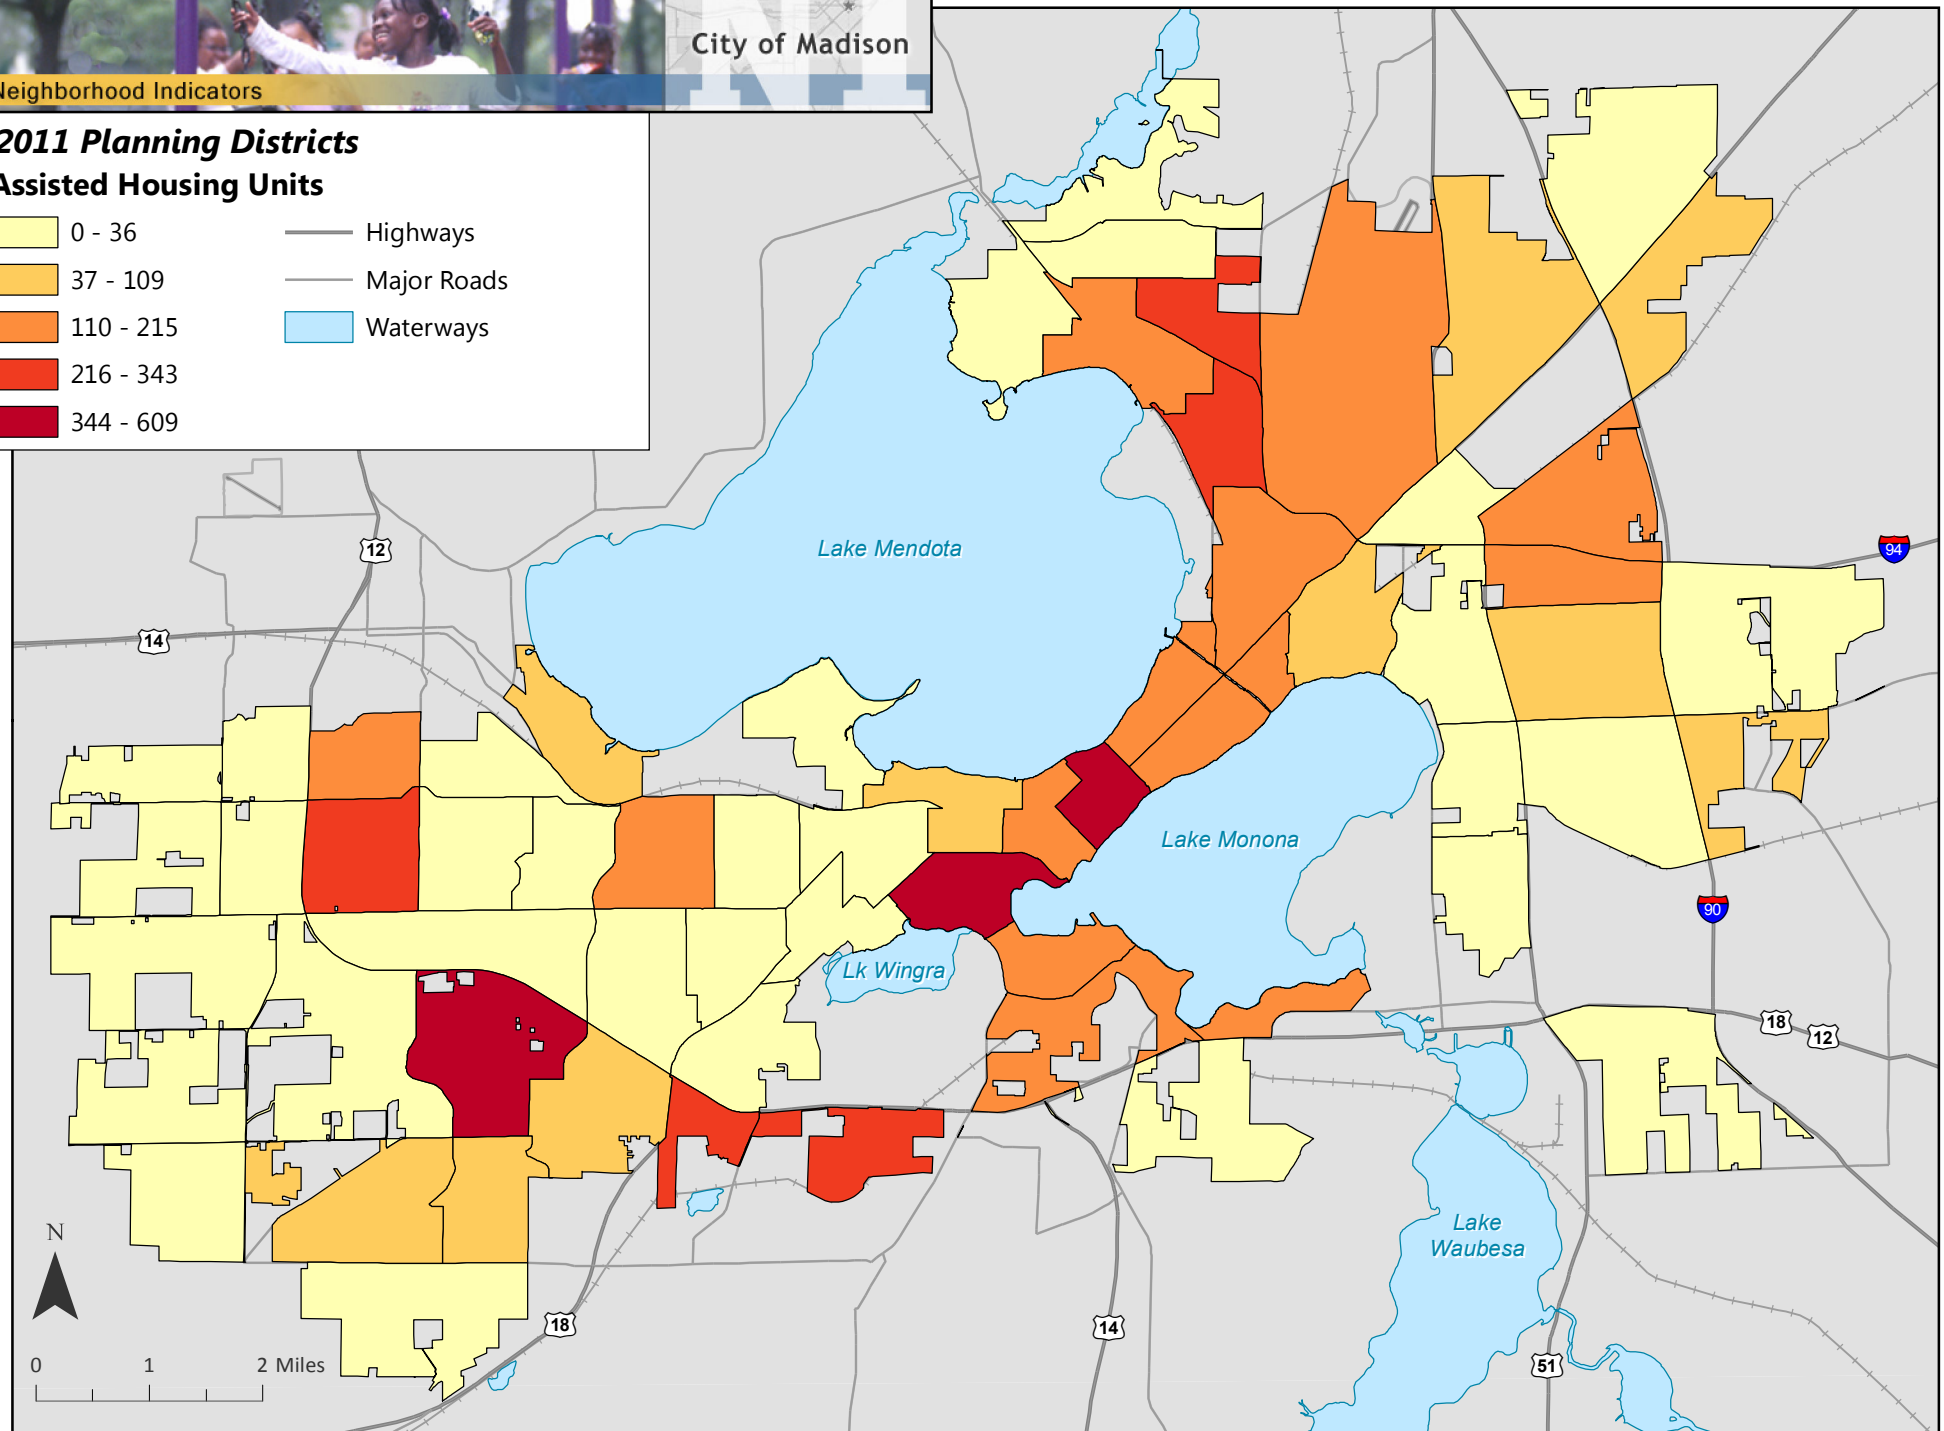 City of Madison
Neighborhood Indicators
2011 Planning Districts
Assisted Housing Units
0 - 36
37 - 109
110 - 215
216 - 343
344 - 609
Highways
Major Roads
Waterways
12
14
Lake Mendota
94
Lake Monona
90
Lk Wingra
18
12
Lake
Waubesa
N
0 1 2 Miles
18
14
51